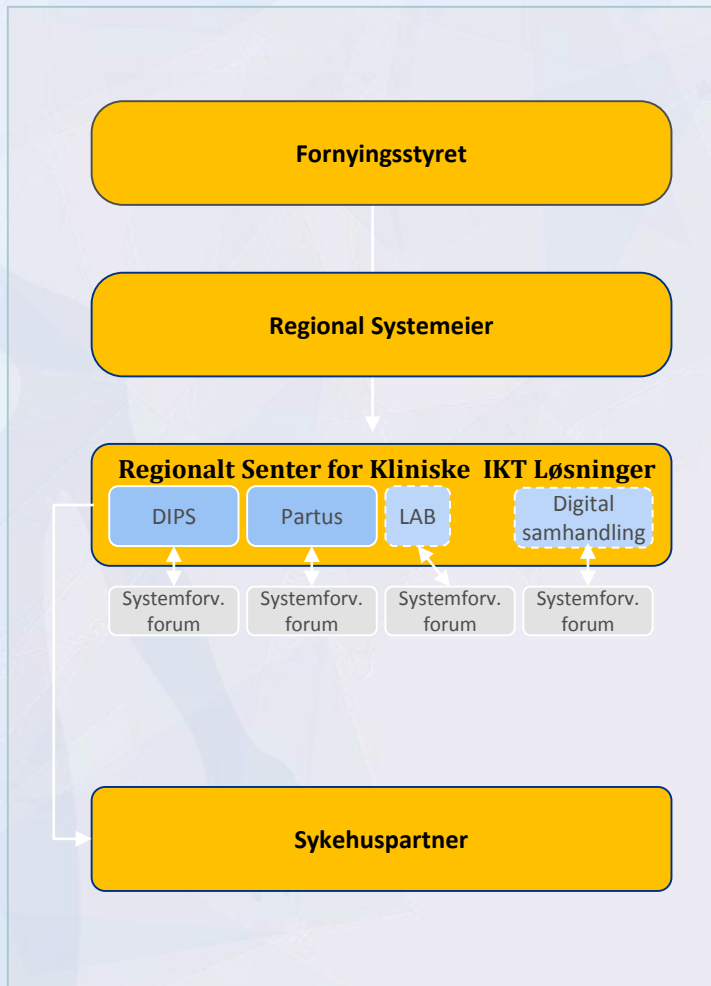 Fornyingsstyret
Regional Systemeier
Regionalt Senter for Kliniske IKT Løsninger
DIPS
Partus
LAB
Digital
samhandling
Systemforv.
forum
Systemforv.
forum
Systemforv.
forum
Systemforv.
forum
Sykehuspartner